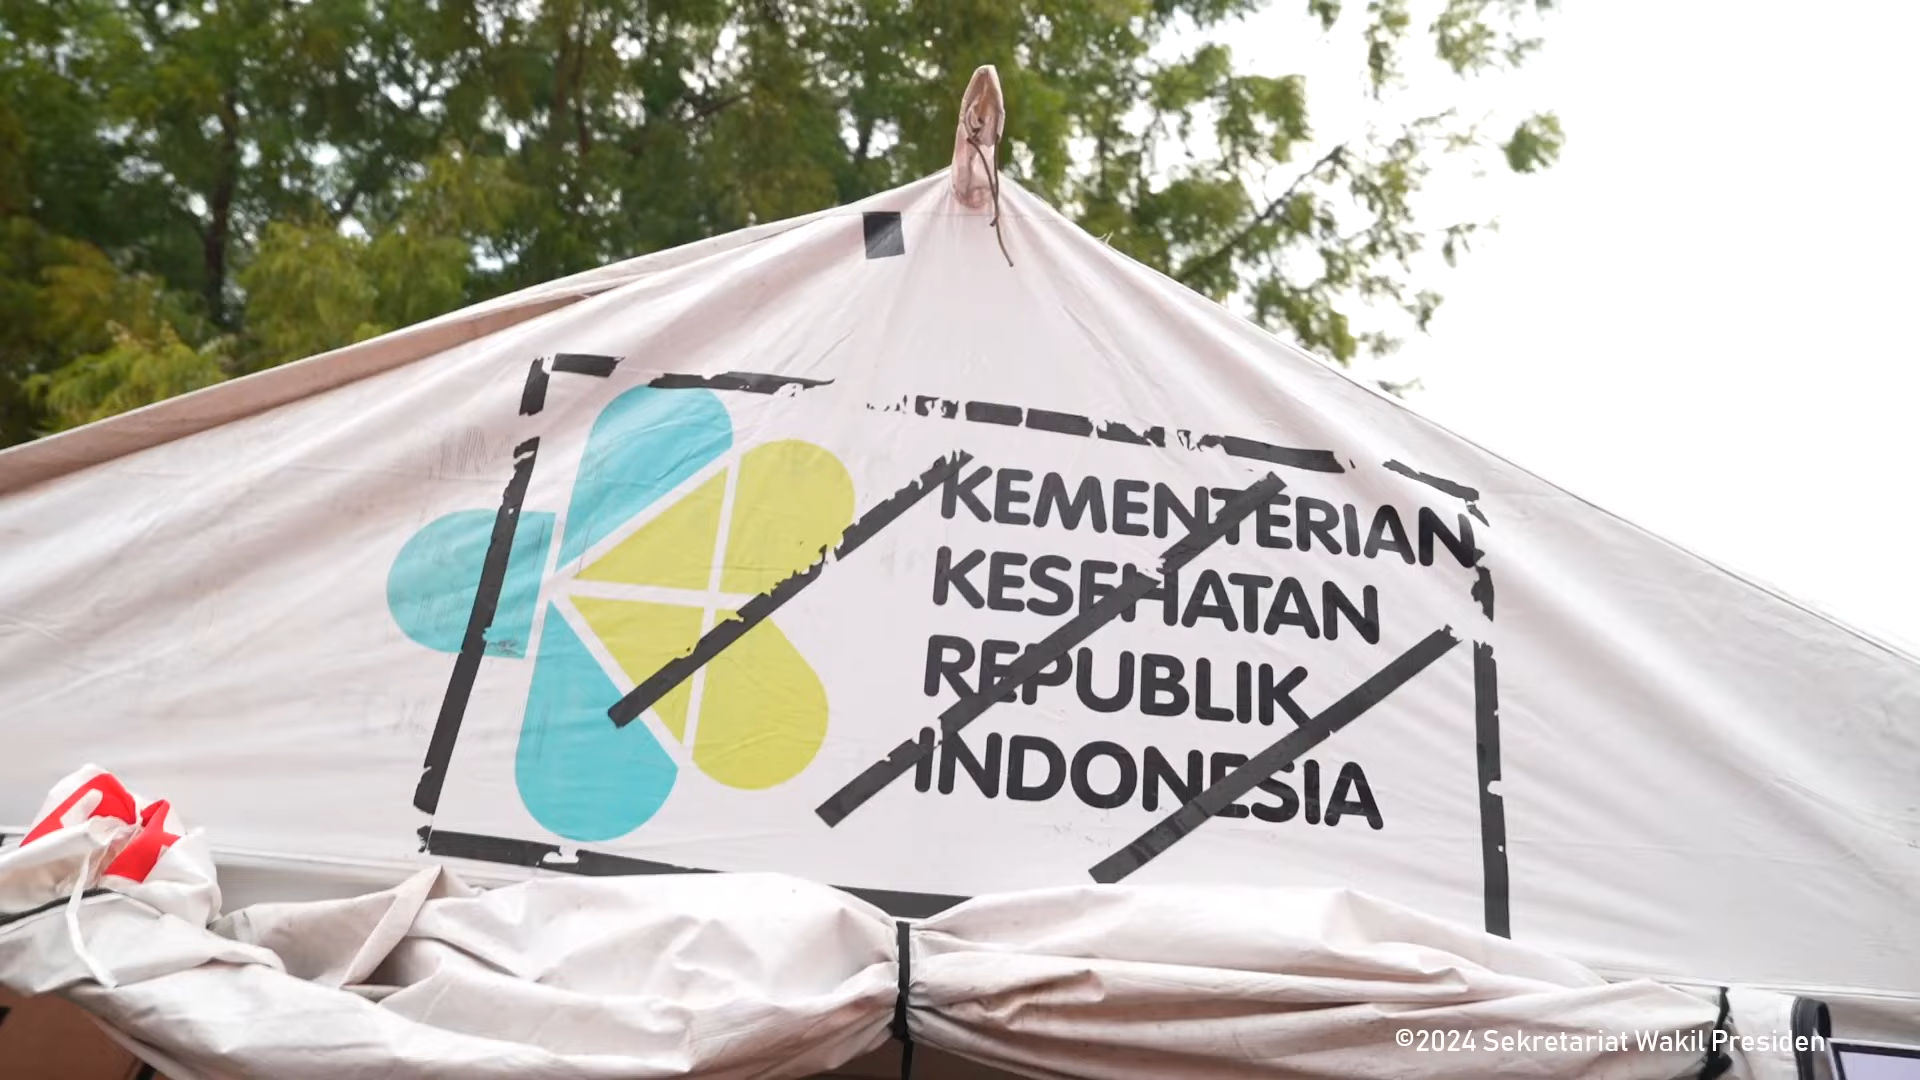 KEMENTERIAN
KESEHATAN
REPUBLIK
INDONESIA
©2024 Sekretariat Wakil Presiden